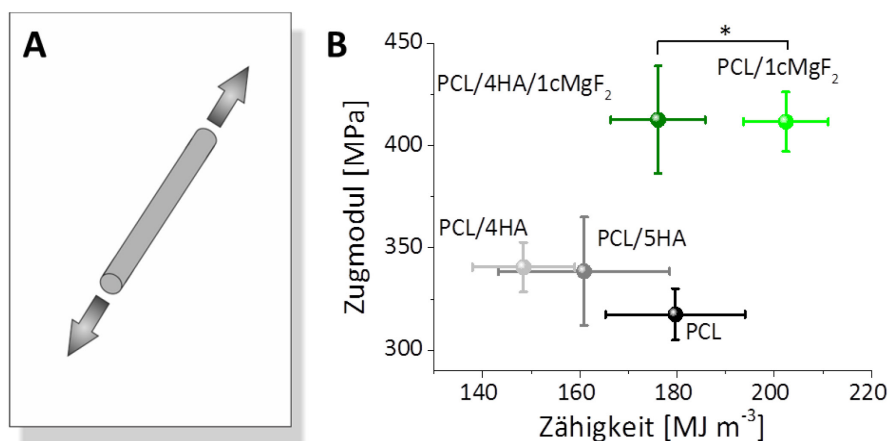 A
B
*
450
400
350
300
Zugmodul [MPa]
PCL/4HA/1cMgF₂
PCL/1cMgF₂
PCL/4HA
PCL/5HA
PCL
140
160
180
200
220
Zähigkeit [MJ m⁻³]